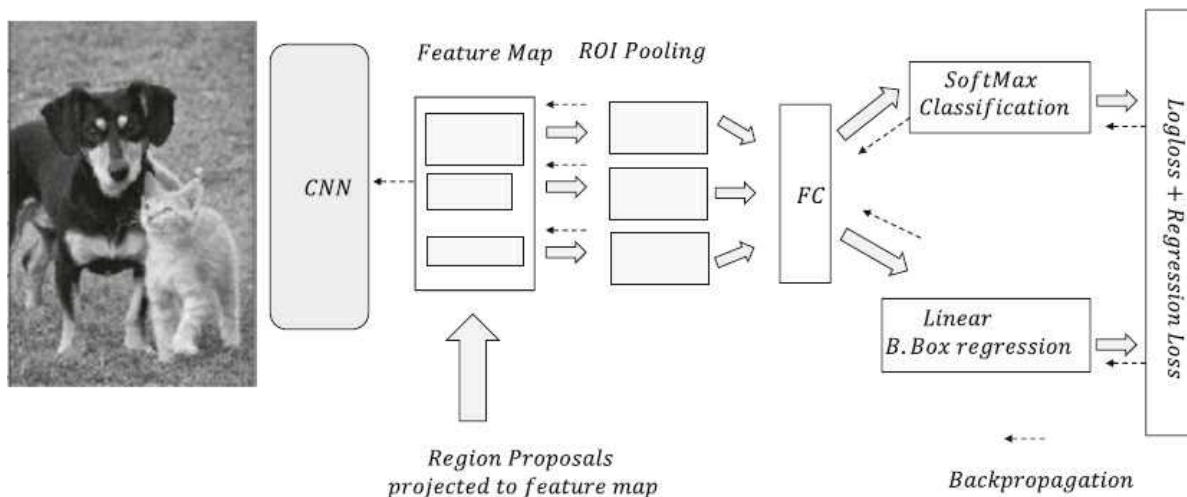 Feature Map
ROI Pooling
SoftMax
Classification
CNN
FC
Logloss + Regression Loss
Linear
B.Box regression
Region Proposals
projected to feature map
Backpropagation